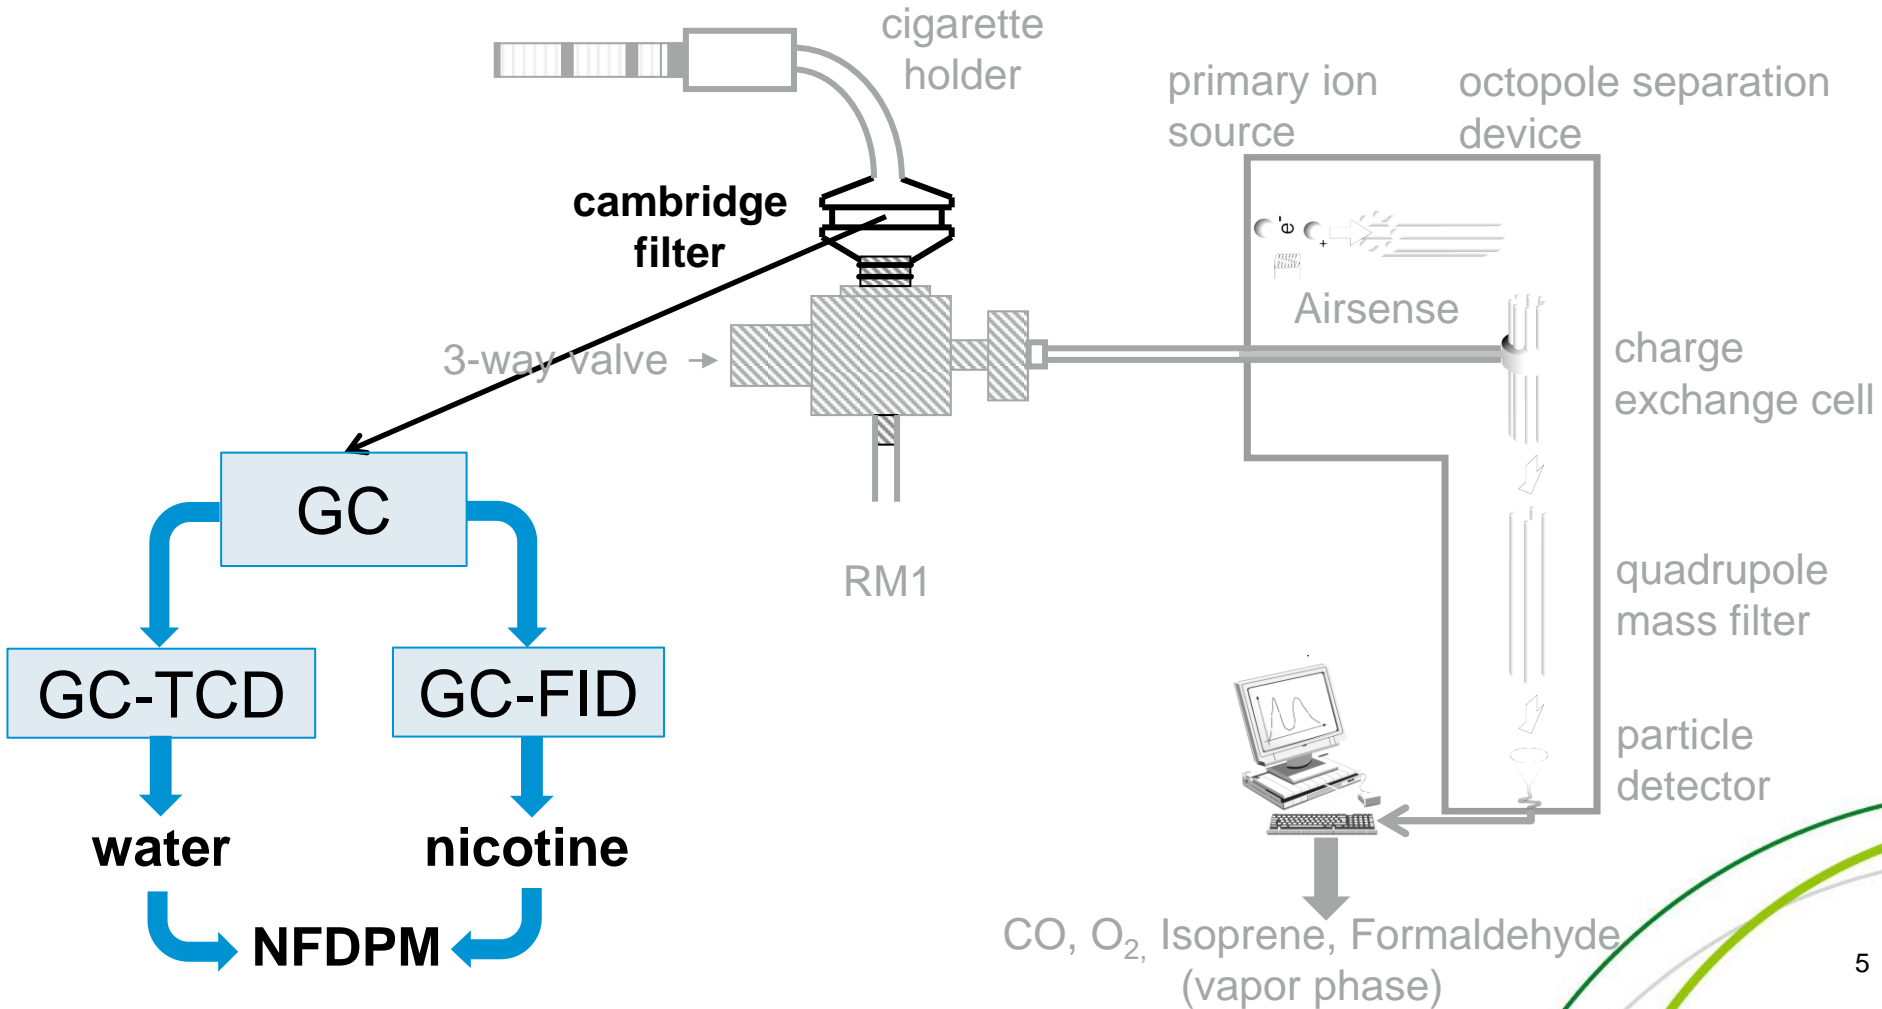 cigarette
holder
primary ion
source
octopole separation
device
cambridge
filter
e-
+
Airsense
3-way valve
charge
exchange cell
GC
RM1
quadrupole
mass filter
GC-TCD
GC-FID
particle
detector
water
nicotine
NFDPM
CO, O2, Isoprene, Formaldehyde
(vapor phase)
5